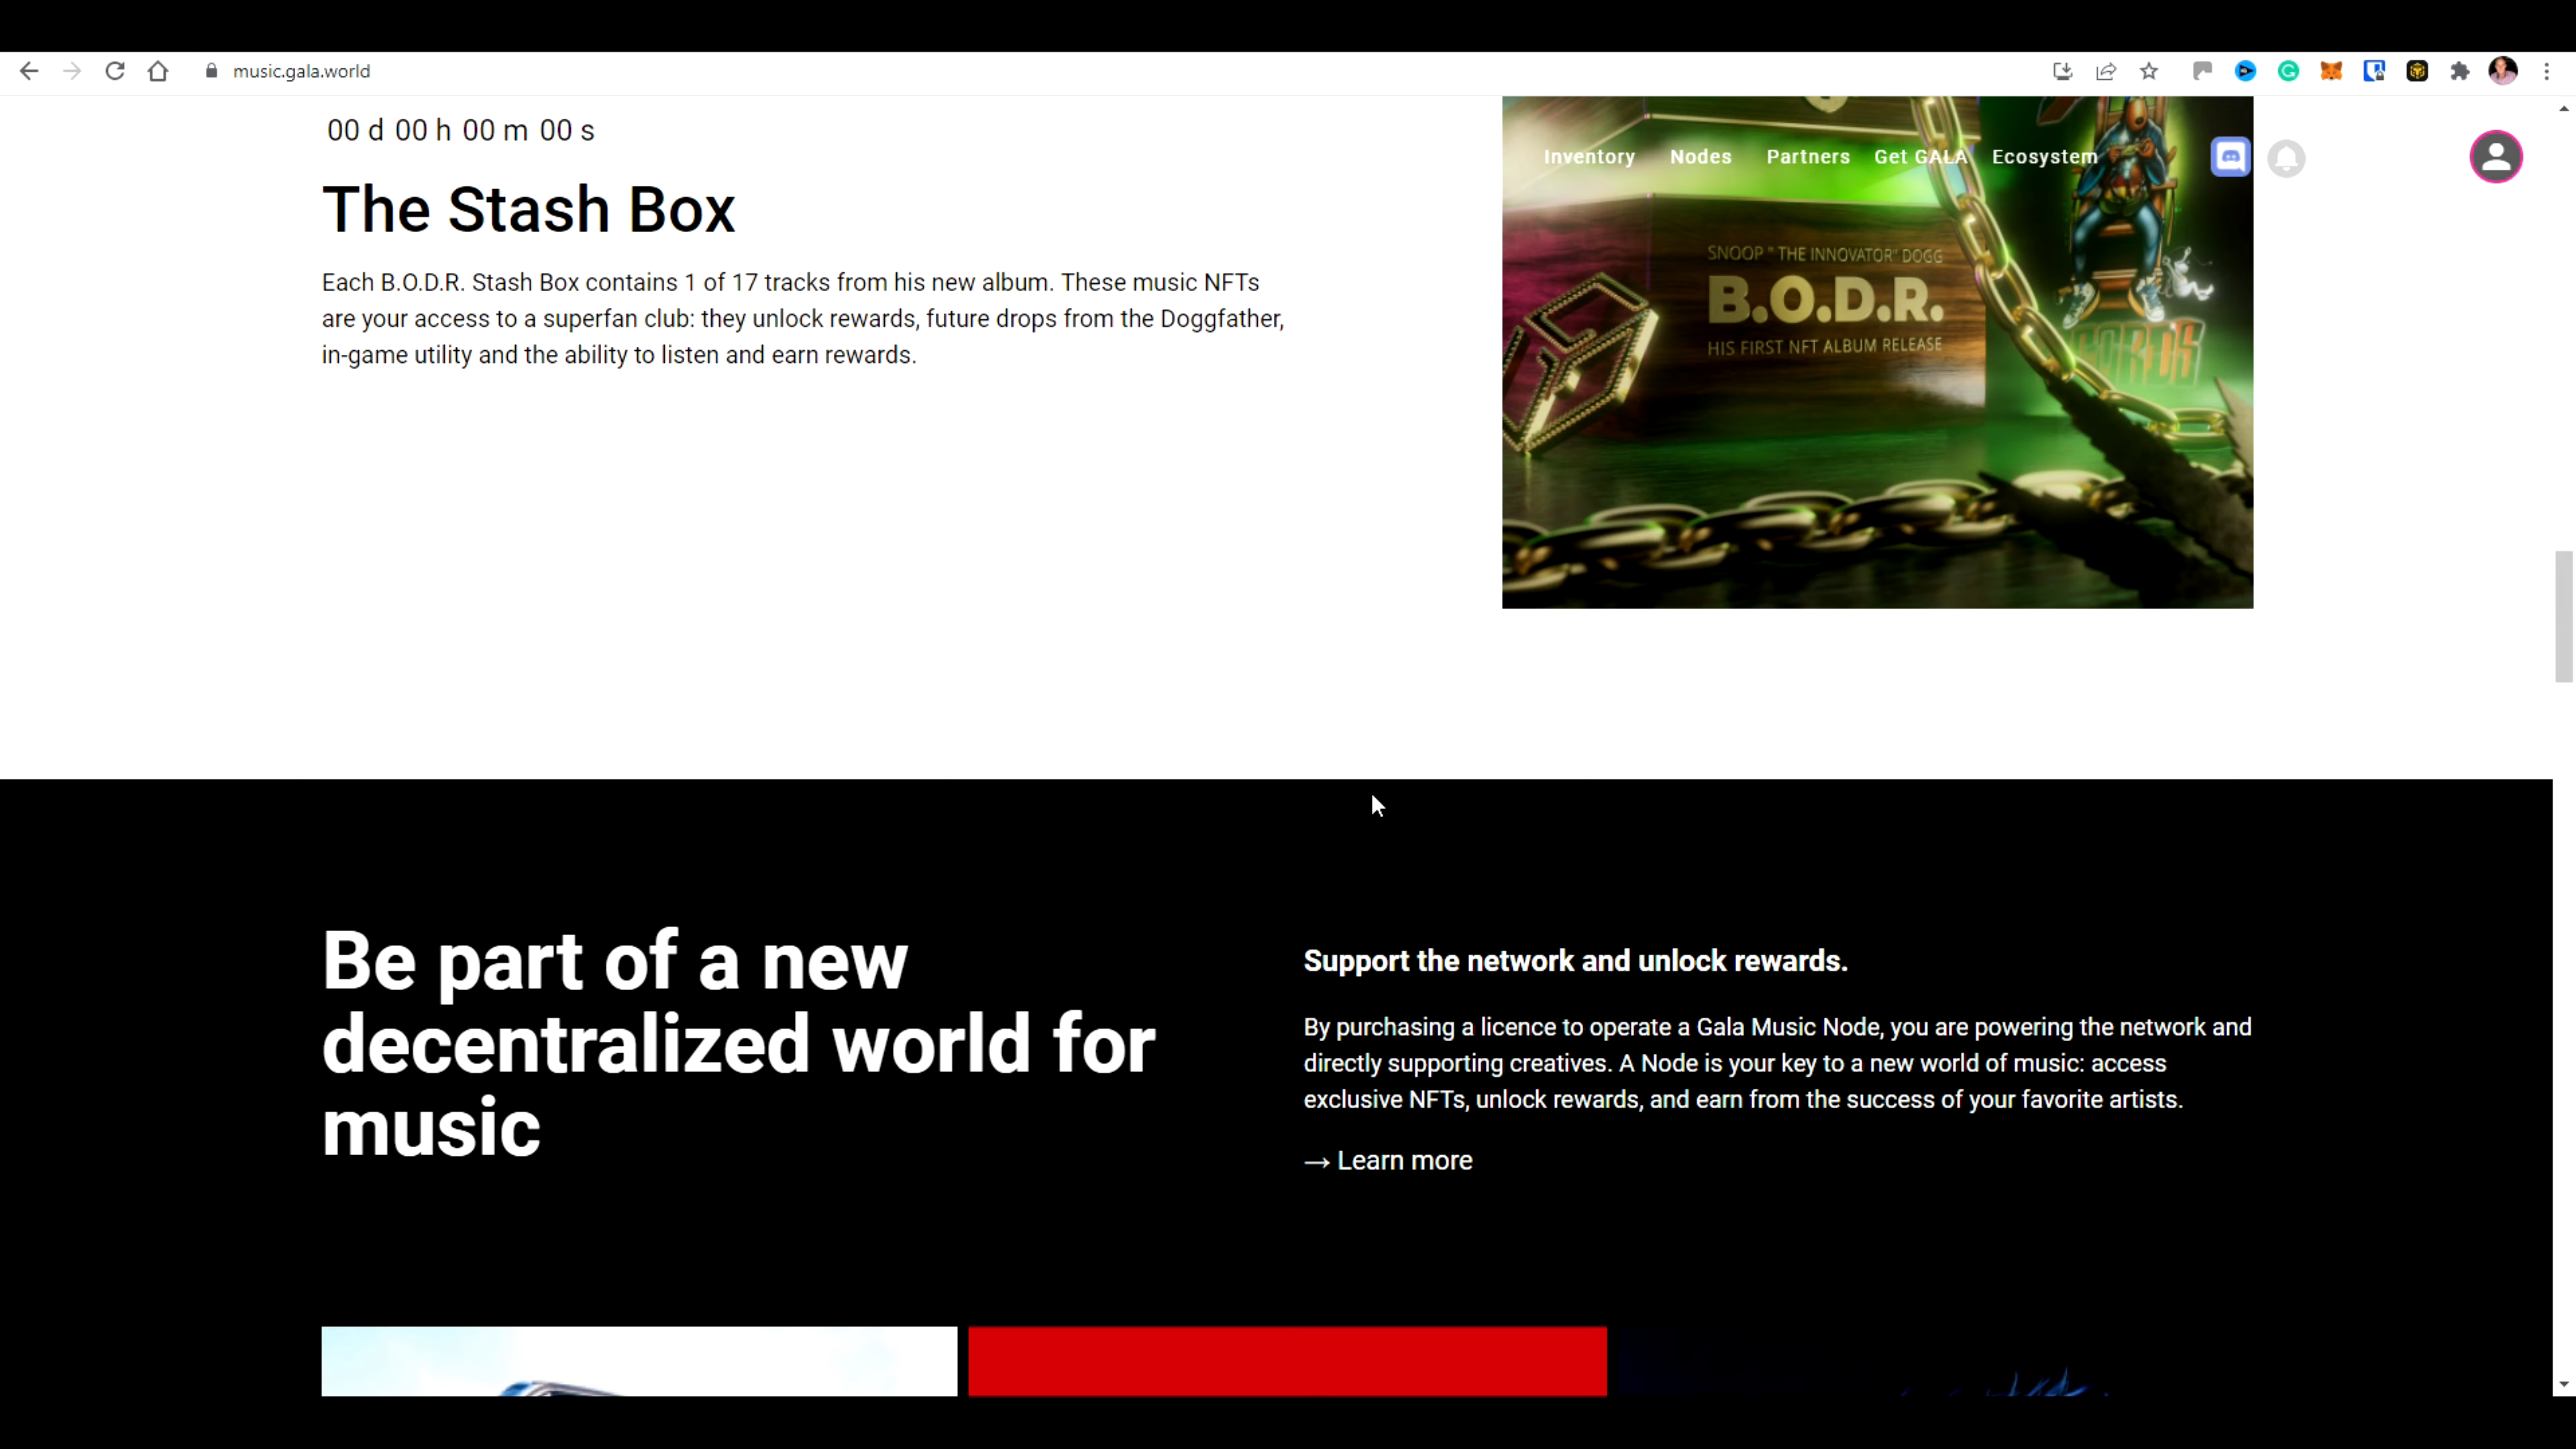 music.gala.world
00 d 00 h 00 m 00 s
Inventory Nodes Partners Get GALA Ecosystem
The Stash Box
Each B.O.D.R. Stash Box contains 1 of 17 tracks from his new album. These music NFTs
are your access to a superfan club: they unlock rewards, future drops from the Doggfather,
in-game utility and the ability to listen and earn rewards.
SNOOP " THE INNOVATOR" DOGG
B.O.D.R.
HIS FIRST NFT ALBUM RELEASE
Be part of a new
decentralized world for
music
Support the network and unlock rewards.
By purchasing a licence to operate a Gala Music Node, you are powering the network and
directly supporting creatives. A Node is your key to a new world of music: access
exclusive NFTs, unlock rewards, and earn from the success of your favorite artists.
→ Learn more